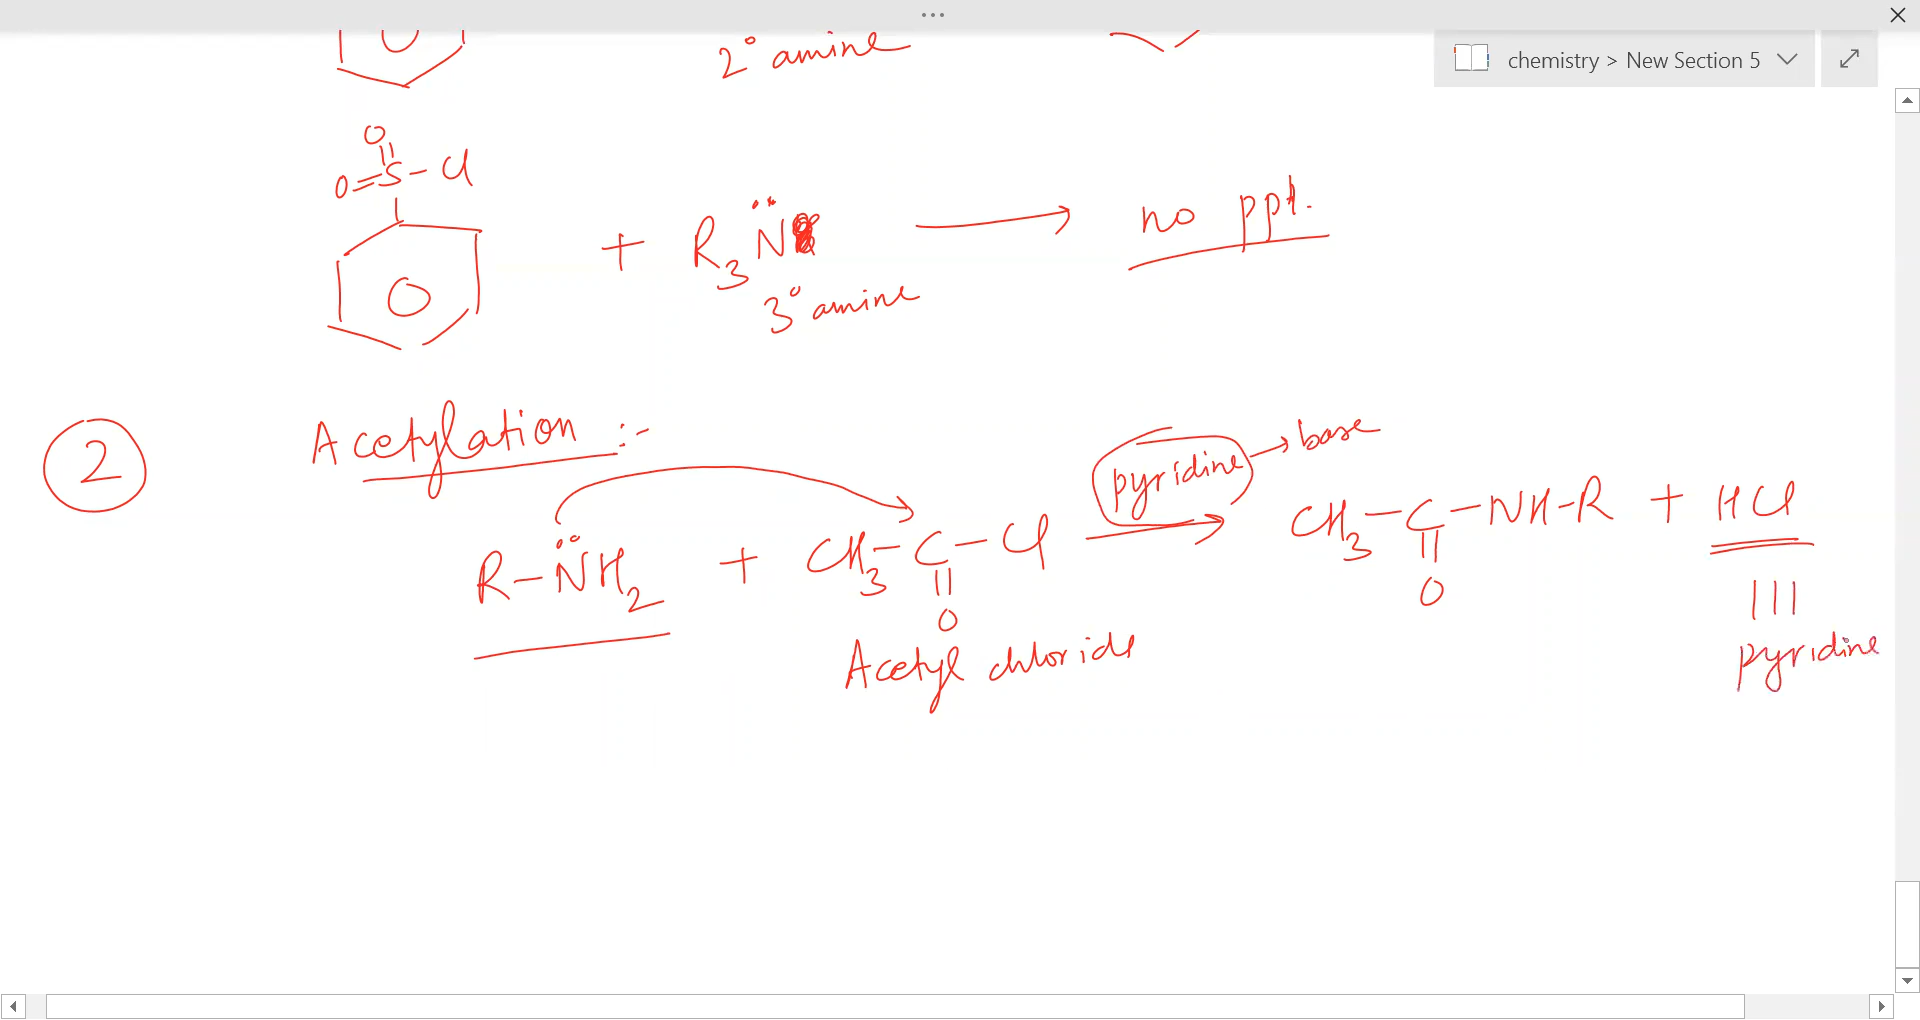 chemistry > New Section 5
2° amine
O
O=S-Cl
+ R3N̈ → no ppt.
3° amine
2 Acetylation :-
pyridine → base
R-N̈H2 + CH3-C-Cl → CH3-C-NH-R + HCl
O O
Acetyl chloride pyridine